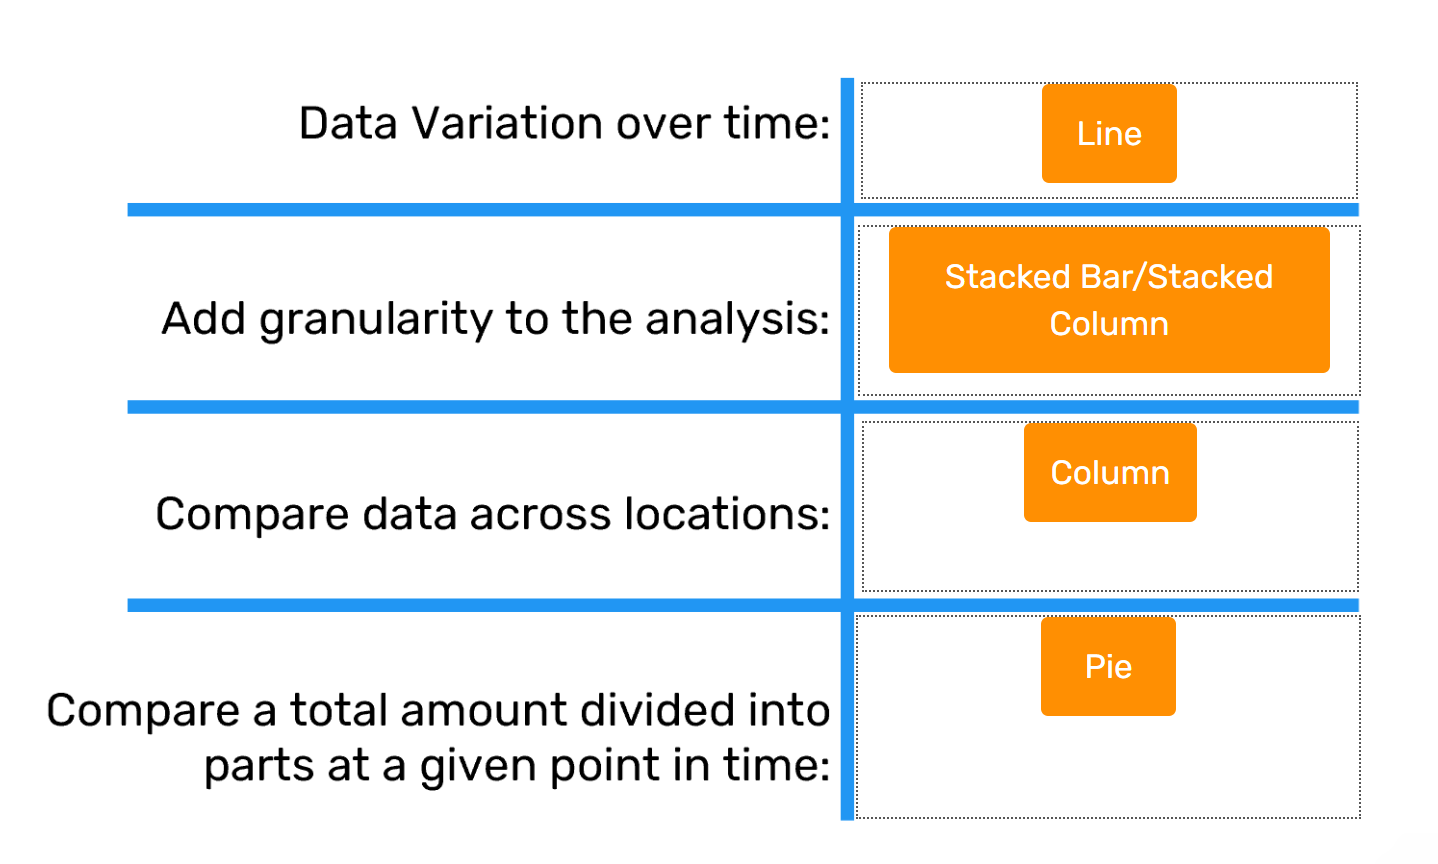 Data Variation over time:
Line
Add granularity to the analysis:
Stacked Bar/Stacked
Column
Compare data across locations:
Column
Compare a total amount divided into
parts at a given point in time:
Pie